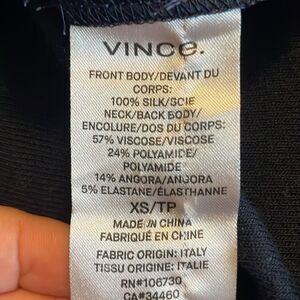 VINCE.
FRONT BODY/DEVANT DU
CORPS:
100% SILK/SOIE
NECK/BACK BODY/
ENCOLURE/DOS DU CORPS:
57% VISCOSE/VISCOSE
24% POLYAMIDE/
POLYAMIDE
14% ANGORA/ANGORA
5% ELASTANE/ÉLASTHANNE
XS/TP
MADE IN CHINA
FABRIQUÉ EN CHINE
FABRIC ORIGIN: ITALY
TISSU ORIGINE: ITALIE
RN#106730
CA#34460